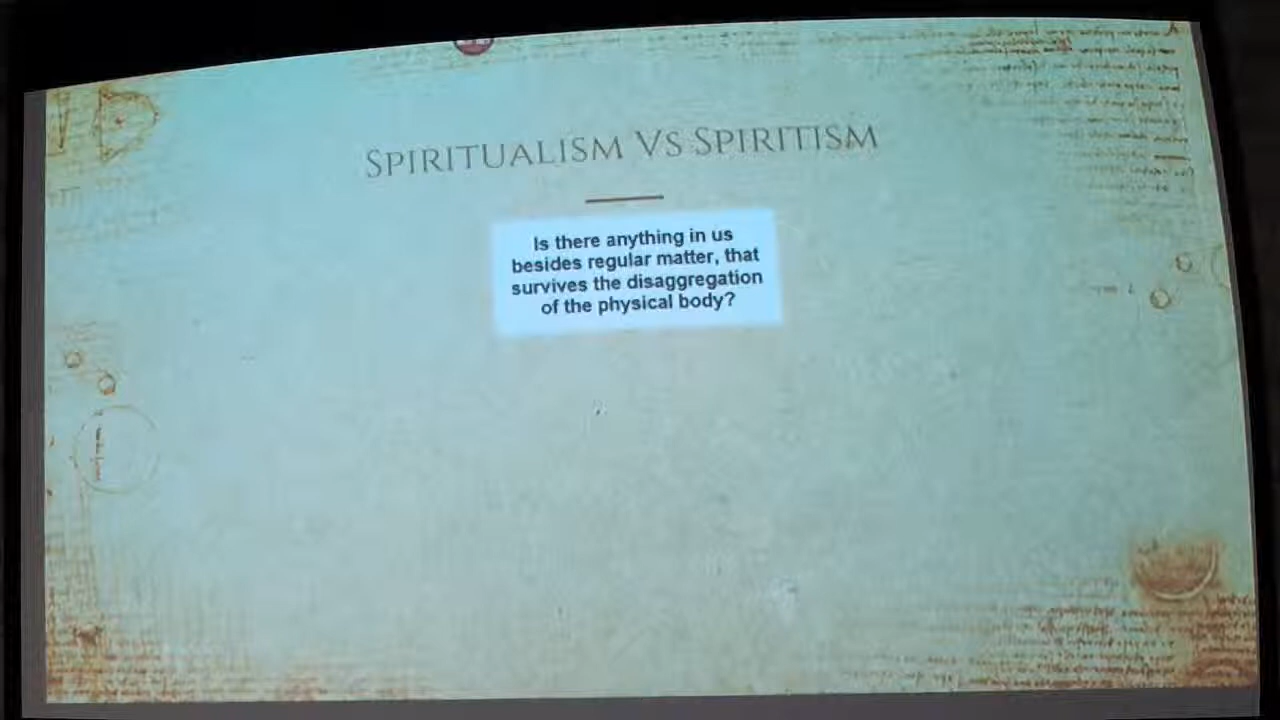 Spiritualism Vs Spiritism
Is there anything in us
besides regular matter, that
survives the disaggregation
of the physical body?